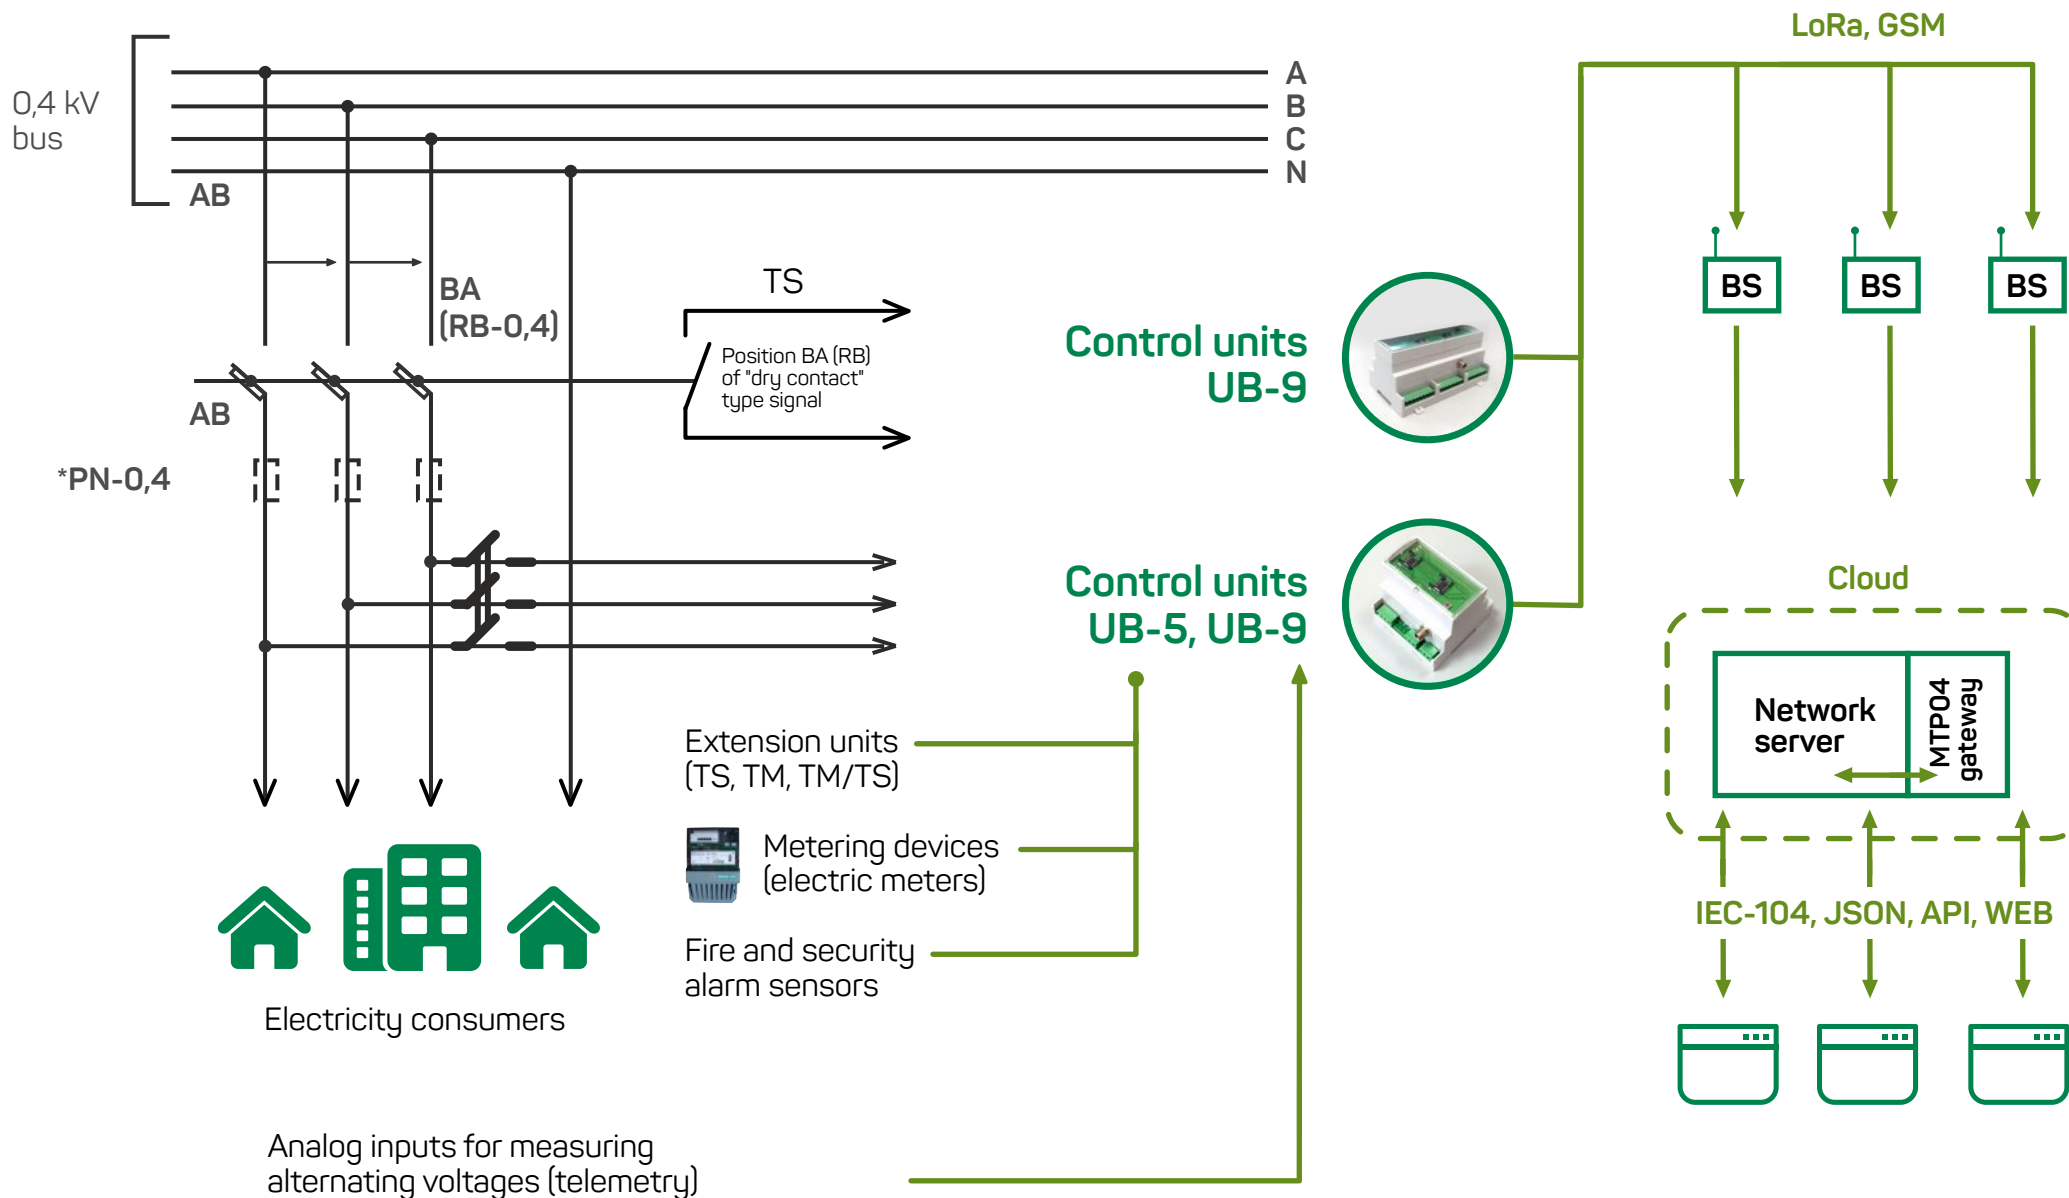 LoRa, GSM
0,4 kV
bus
A
B
C
N
AB
BA
(RB-0,4)
TS
Position BA (RB)
of "dry contact"
type signal
AB
*PN-0,4
Control units
UB-9
BS
BS
BS
Control units
UB-5, UB-9
Cloud
Network
server
MTP04
gateway
Extension units
(TS, TM, TM/TS)
Metering devices
(electric meters)
Fire and security
alarm sensors
IEC-104, JSON, API, WEB
Electricity consumers
Analog inputs for measuring
alternating voltages (telemetry)